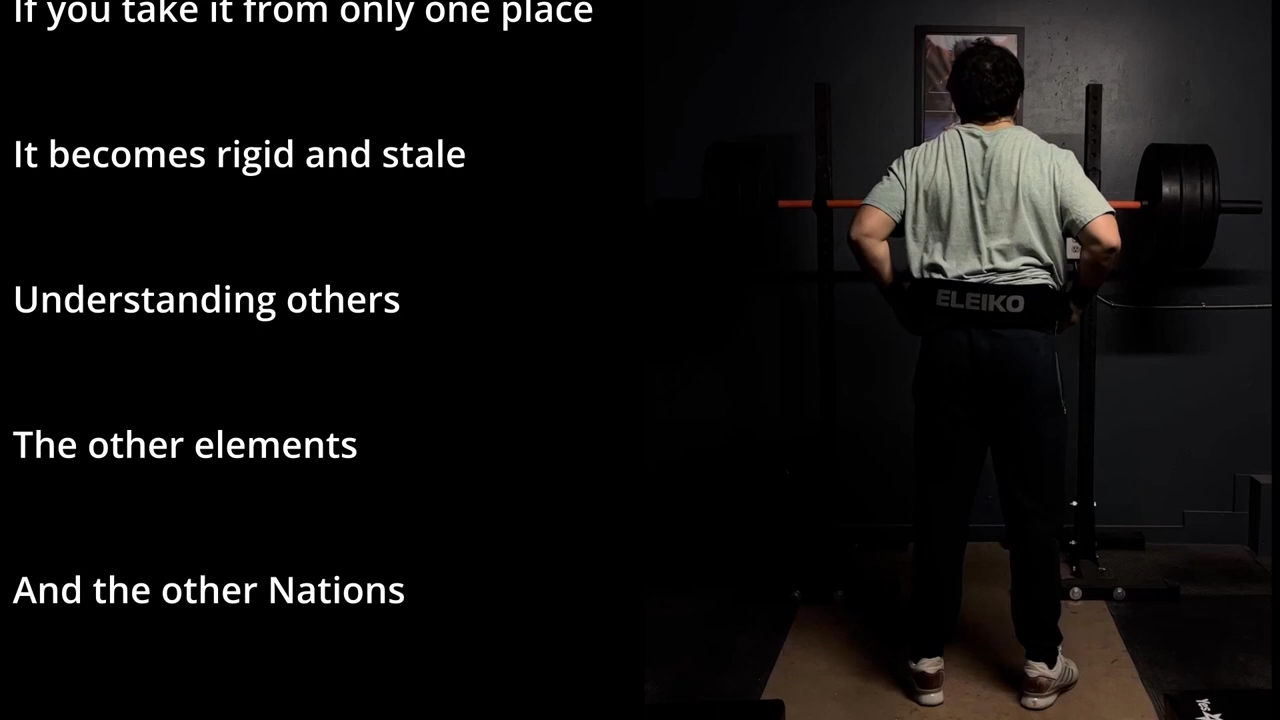 If you take it from only one place
It becomes rigid and stale
Understanding others
The other elements
And the other Nations
ELEIKO